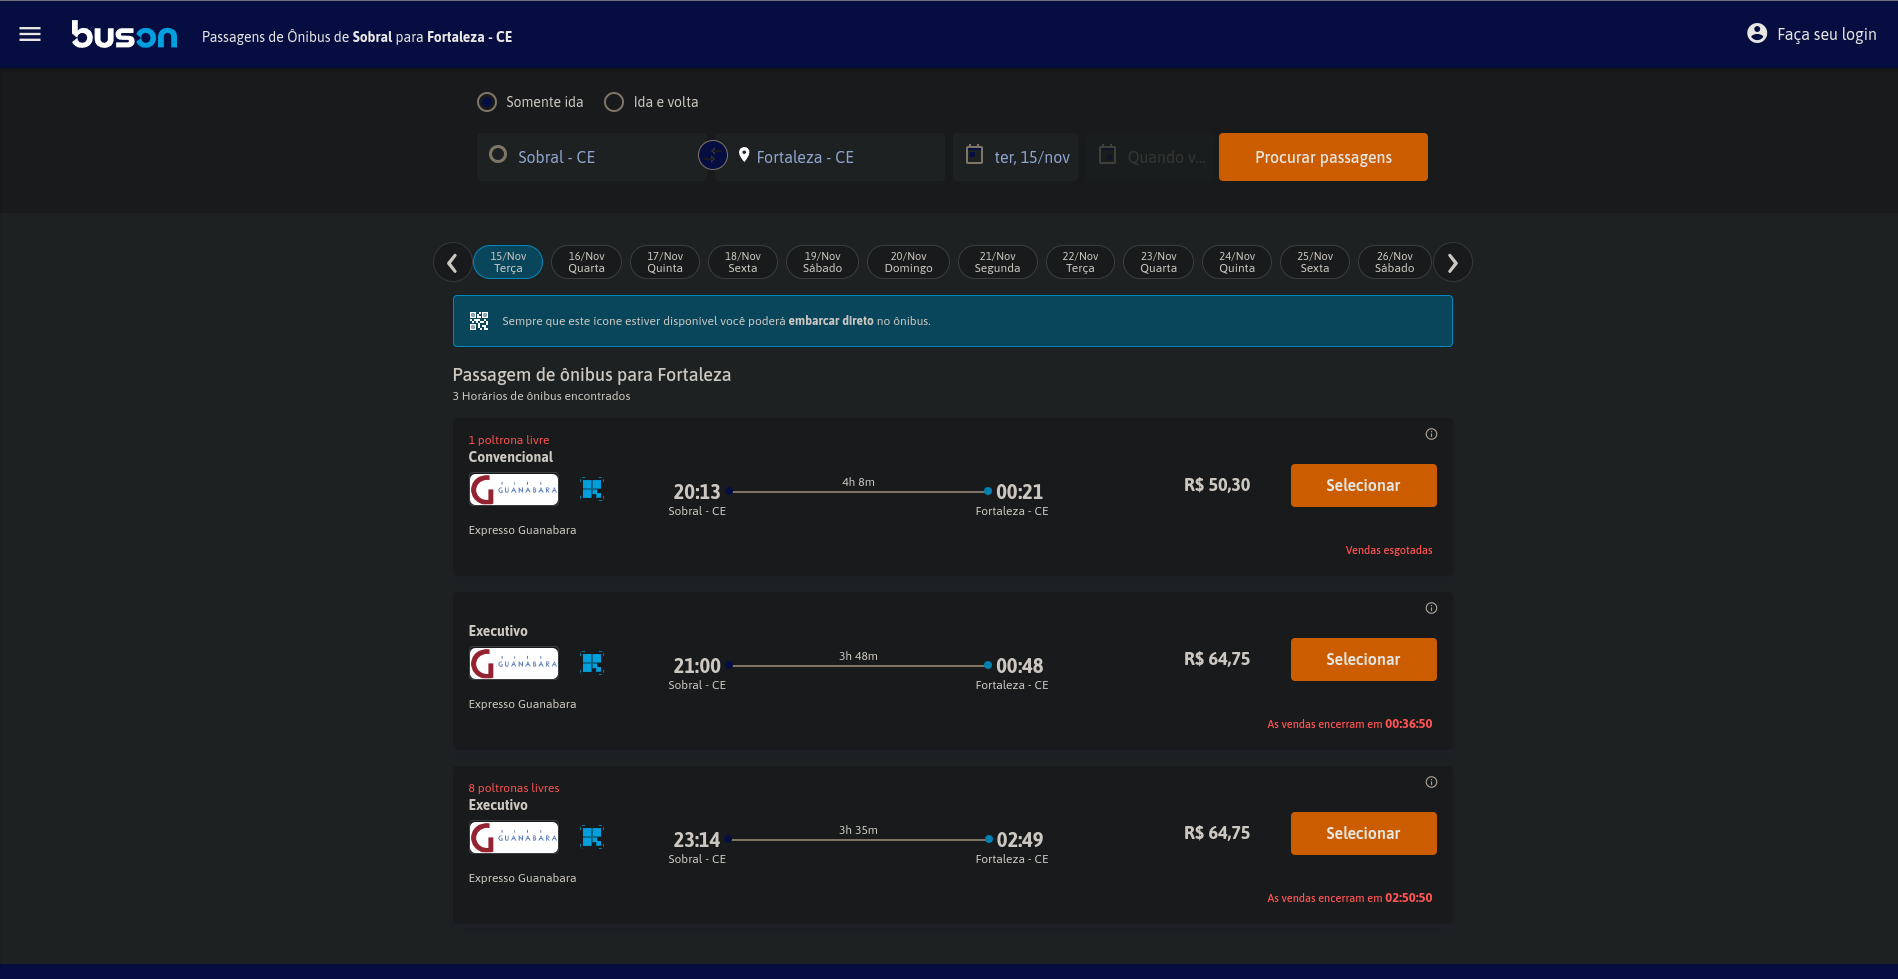 buson
Passagens de Ônibus de Sobral para Fortaleza - CE
Faça seu login
Somente ida
Ida e volta
Sobral - CE
Fortaleza - CE
ter, 15/nov
Quando v...
Procurar passagens
15/Nov
Terça
16/Nov
Quarta
17/Nov
Quinta
18/Nov
Sexta
19/Nov
Sábado
20/Nov
Domingo
21/Nov
Segunda
22/Nov
Terça
23/Nov
Quarta
24/Nov
Quinta
25/Nov
Sexta
26/Nov
Sábado
Sempre que este ícone estiver disponível você poderá embarcar direto no ônibus.
Passagem de ônibus para Fortaleza
3 Horários de ônibus encontrados
1 poltrona livre
Convencional
GUANABARA
Expresso Guanabara
20:13
Sobral - CE
4h 8m
00:21
Fortaleza - CE
R$ 50,30
Selecionar
Vendas esgotadas
Executivo
GUANABARA
Expresso Guanabara
21:00
Sobral - CE
3h 48m
00:48
Fortaleza - CE
R$ 64,75
Selecionar
As vendas encerram em 00:36:50
8 poltronas livres
Executivo
GUANABARA
Expresso Guanabara
23:14
Sobral - CE
3h 35m
02:49
Fortaleza - CE
R$ 64,75
Selecionar
As vendas encerram em 02:50:50